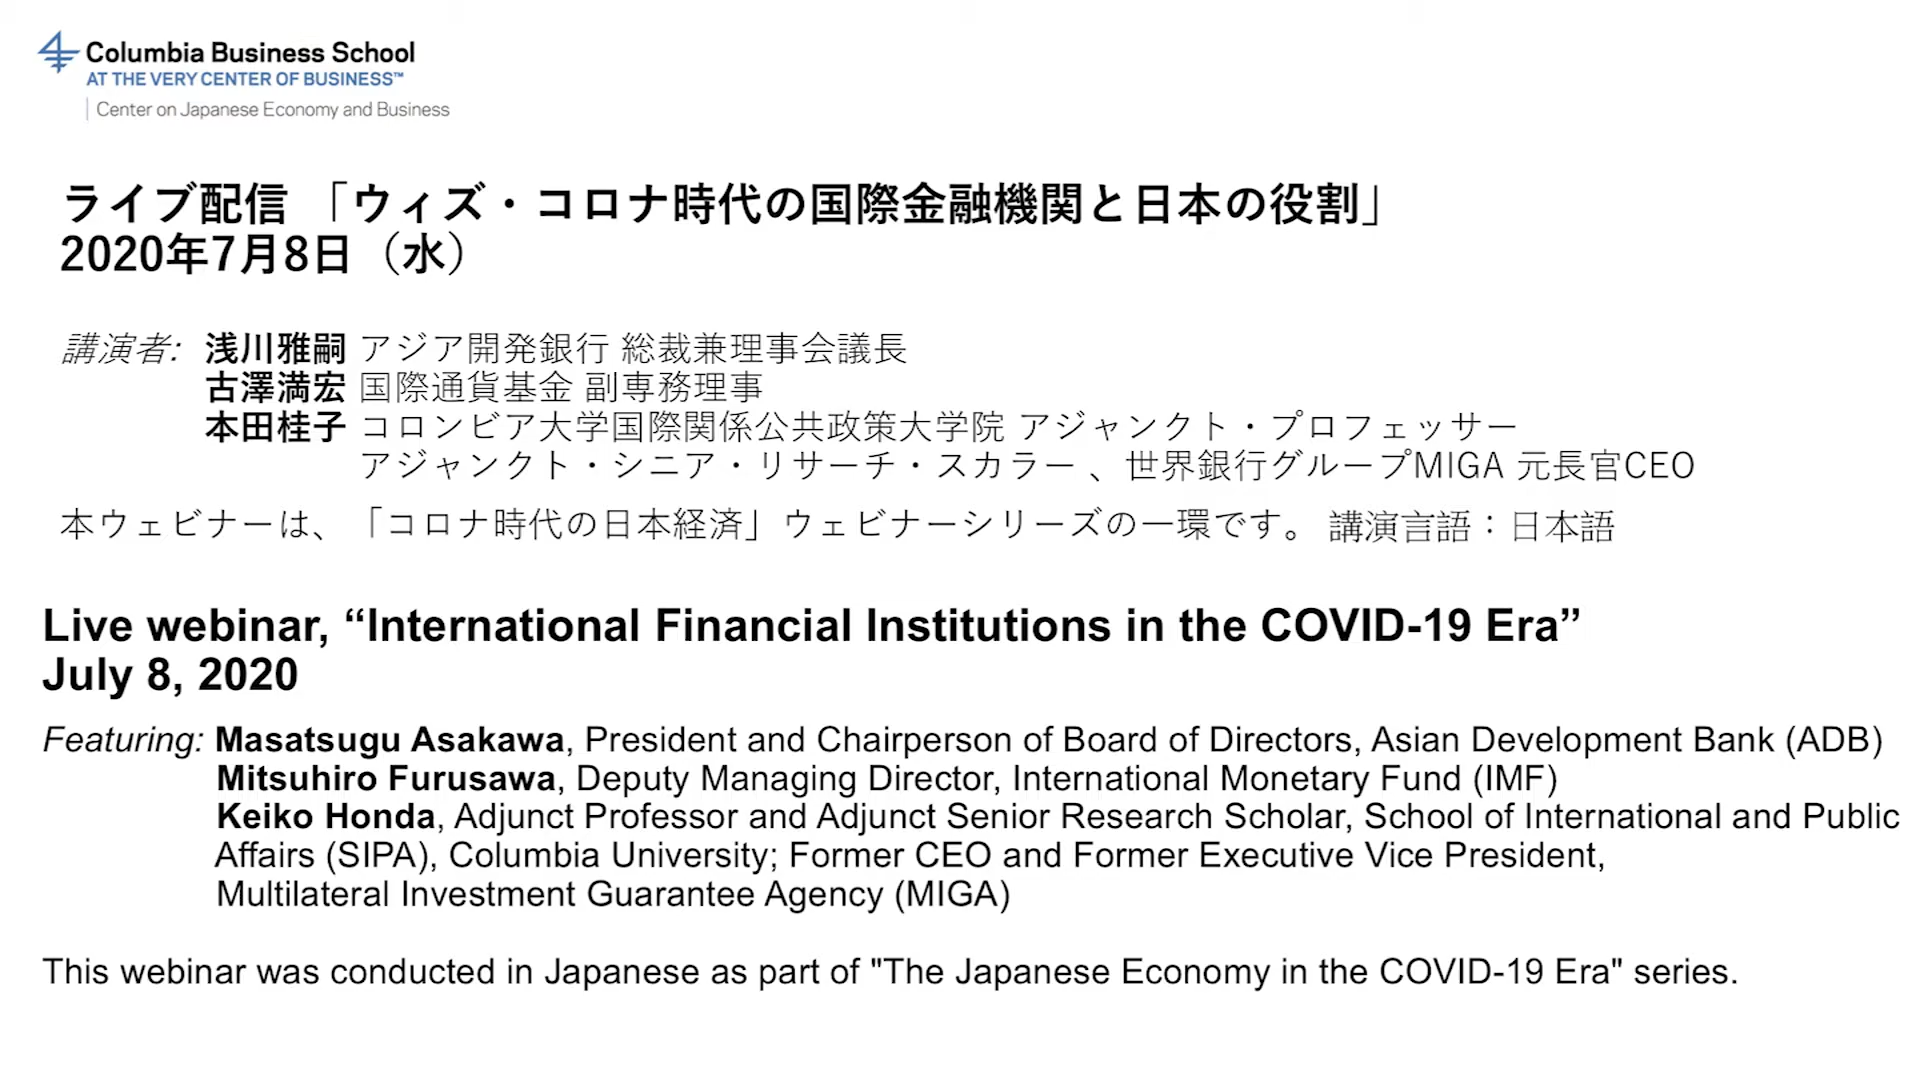 Columbia Business School
AT THE VERY CENTER OF BUSINESS™
Center on Japanese Economy and Business
ライブ配信 「ウィズ・コロナ時代の国際金融機関と日本の役割」
2020年7月8日（水）
講演者: 浅川雅嗣 アジア開発銀行 総裁兼理事会議長
古澤満宏 国際通貨基金 副専務理事
本田桂子 コロンビア大学国際関係公共政策大学院 アジャンクト・プロフェッサー
アジャンクト・シニア・リサーチ・スカラー 、世界銀行グループMIGA 元長官CEO
本ウェビナーは、「コロナ時代の日本経済」ウェビナーシリーズの一環です。 講演言語：日本語
Live webinar, “International Financial Institutions in the COVID-19 Era”
July 8, 2020
Featuring: Masatsugu Asakawa, President and Chairperson of Board of Directors, Asian Development Bank (ADB)
Mitsuhiro Furusawa, Deputy Managing Director, International Monetary Fund (IMF)
Keiko Honda, Adjunct Professor and Adjunct Senior Research Scholar, School of International and Public
Affairs (SIPA), Columbia University; Former CEO and Former Executive Vice President,
Multilateral Investment Guarantee Agency (MIGA)
This webinar was conducted in Japanese as part of "The Japanese Economy in the COVID-19 Era" series.